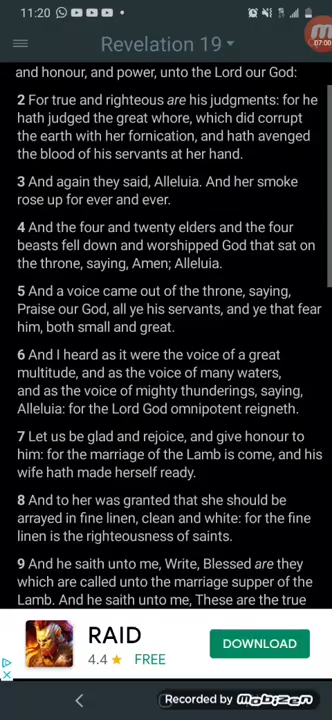 11:20
07:00
Revelation 19
and honour, and power, unto the Lord our God:
2 For true and righteous are his judgments: for he
hath judged the great whore, which did corrupt
the earth with her fornication, and hath avenged
the blood of his servants at her hand.
3 And again they said, Alleluia. And her smoke
rose up for ever and ever.
4 And the four and twenty elders and the four
beasts fell down and worshipped God that sat on
the throne, saying, Amen; Alleluia.
5 And a voice came out of the throne, saying,
Praise our God, all ye his servants, and ye that fear
him, both small and great.
6 And I heard as it were the voice of a great
multitude, and as the voice of many waters,
and as the voice of mighty thunderings, saying,
Alleluia: for the Lord God omnipotent reigneth.
7 Let us be glad and rejoice, and give honour to
him: for the marriage of the Lamb is come, and his
wife hath made herself ready.
8 And to her was granted that she should be
arrayed in fine linen, clean and white: for the fine
linen is the righteousness of saints.
9 And he saith unto me, Write, Blessed are they
which are called unto the marriage supper of the
Lamb. And he saith unto me, These are the true
RAID
4.4 ★ FREE
DOWNLOAD
Recorded by Mobizen